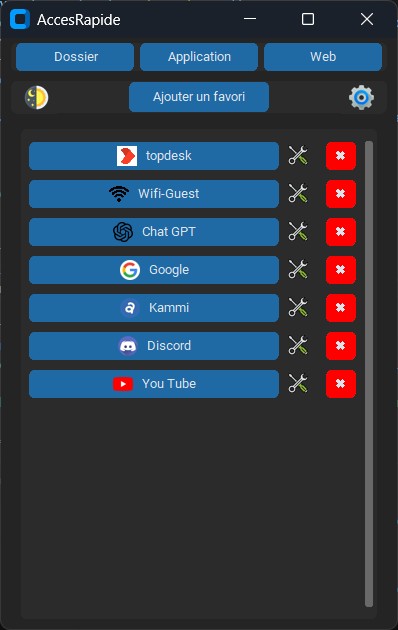 AccesRapide
Dossier
Application
Web
Ajouter un favori
topdesk
Wifi-Guest
Chat GPT
Google
Kammi
Discord
You Tube